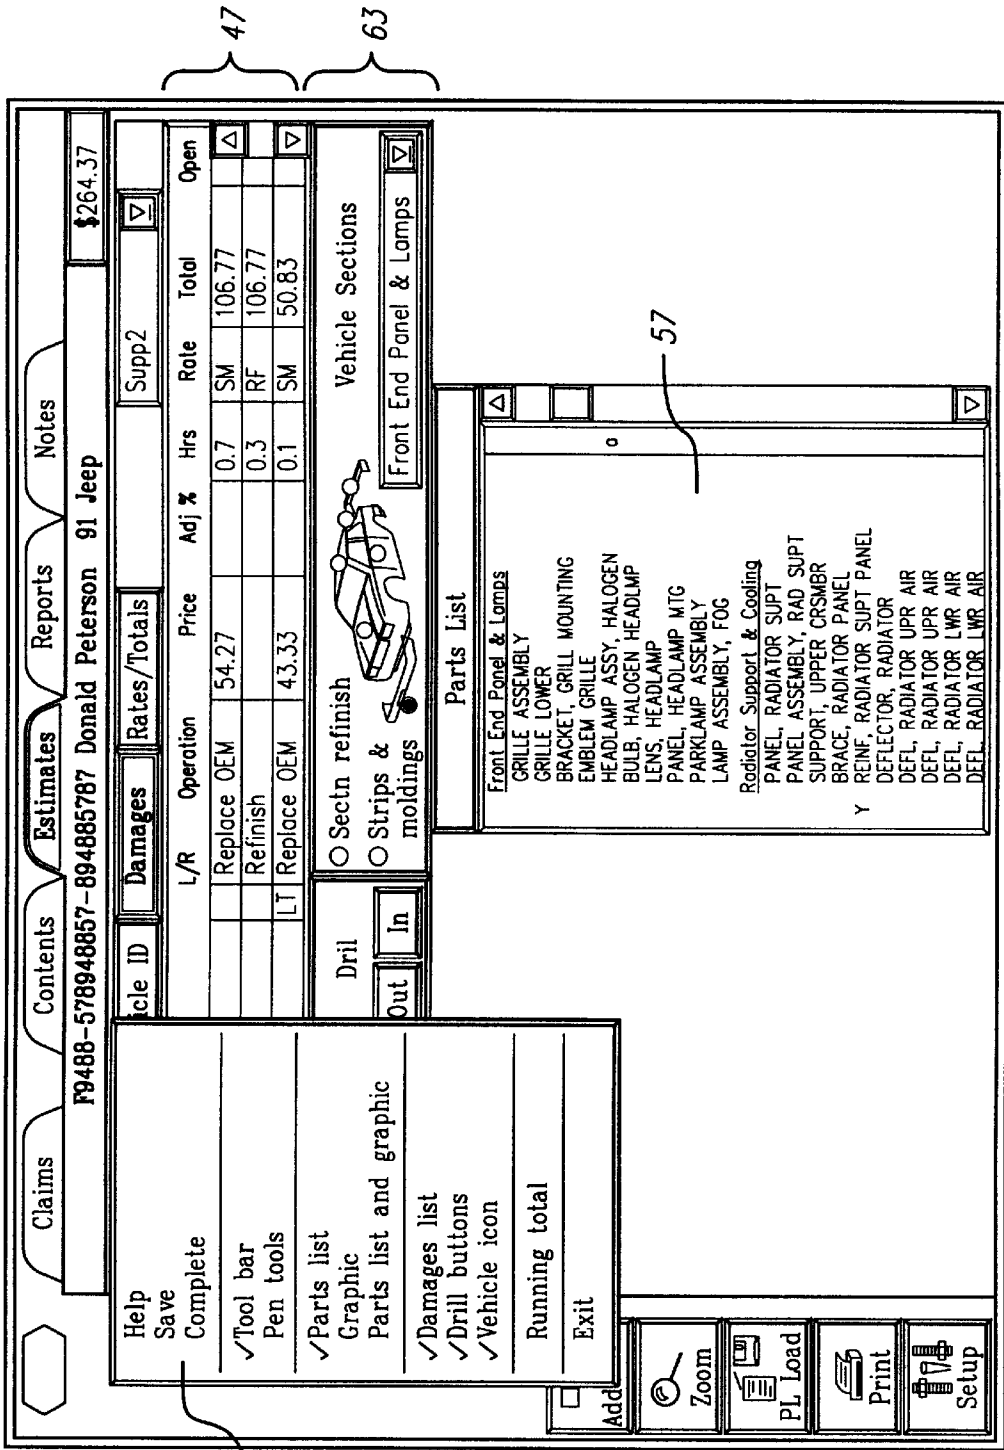 Claims
Contents
Estimates
Reports
Notes
F9488-578948857-894885787 Donald Peterson 91 Jeep
$264.37
icle ID
Damages
Rates/Totals
Supp2
L/R Operation Price Adj % Hrs Rate Total Open
Replace OEM 54.27 0.7 SM 106.77
Refinish 0.3 RF 106.77
LT Replace OEM 43.33 0.1 SM 50.83
47
63
Help
Save
Complete
✓Tool bar
Pen tools
✓Parts list
Graphic
Parts list and graphic
✓Damages list
✓Drill buttons
✓Vehicle icon
Running total
Exit
Dril
Out
In
Sectn refinish
Strips &
moldings
Vehicle Sections
Front End Panel & Lamps
Parts List
Front End Panel & Lamps
GRILLE ASSEMBLY
GRILLE LOWER
BRACKET, GRILL MOUNTING
EMBLEM GRILLE
HEADLAMP ASSY, HALOGEN
a
BULB, HALOGEN HEADLMP
LENS, HEADLAMP
PANEL, HEADLAMP MTG
PARKLAMP ASSEMBLY
LAMP ASSEMBLY, FOG
Radiator Support & Cooling
PANEL, RADIATOR SUPT
PANEL ASSEMBLY, RAD SUPT
SUPPORT, UPPER CRSMBR
BRACE, RADIATOR PANEL
Y REINF, RADIATOR SUPT PANEL
DEFLECTOR, RADIATOR
DEFL, RADIATOR UPR AIR
DEFL, RADIATOR UPR AIR
DEFL, RADIATOR LWR AIR
DEFL, RADIATOR LWR AIR
57
Add
Zoom
PL Load
Print
Setup